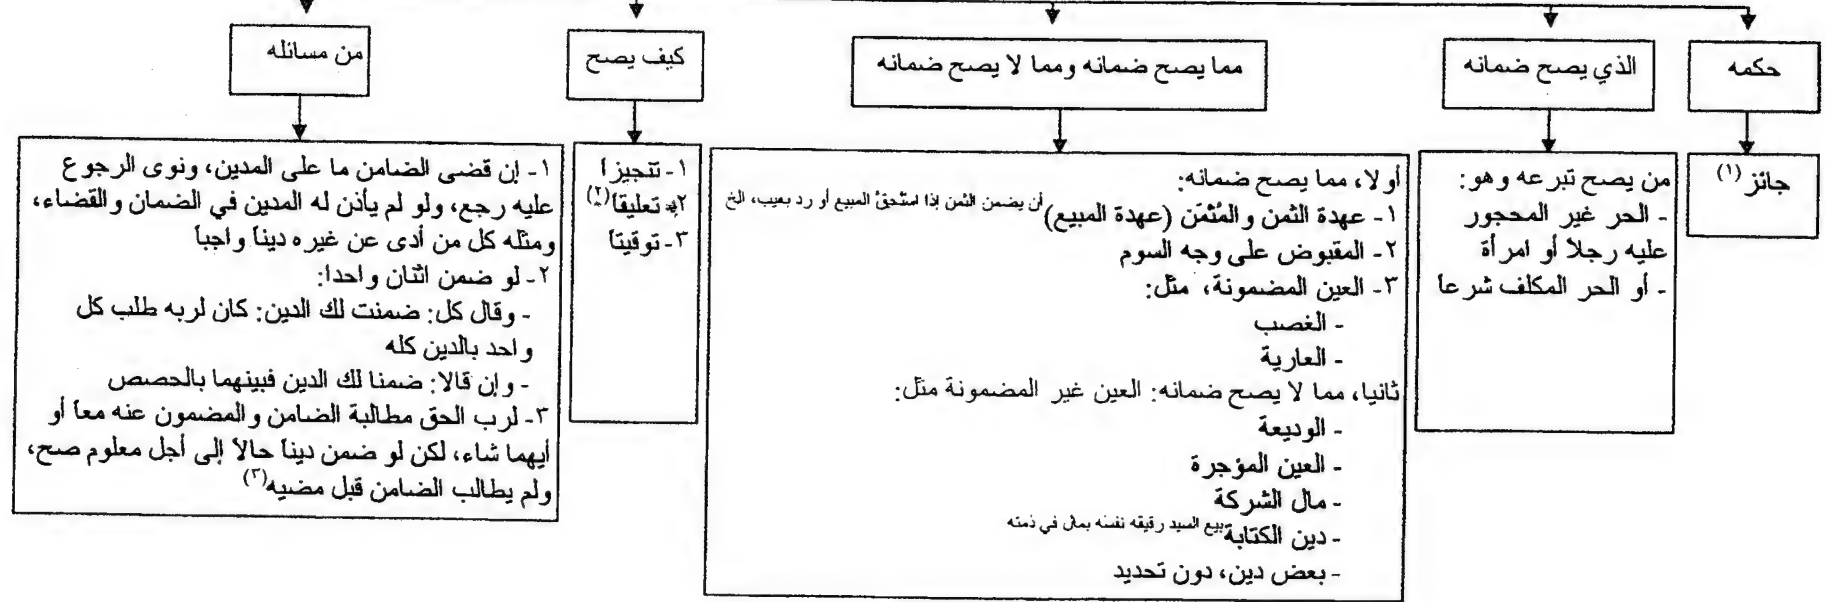 حكمه
جائز (١)
الذي يصح ضمانه
من يصح تبرعه وهو:
- الحر غير المحجور
عليه رجلا أو امرأة
- أو الحر المكلف شرعا
مما يصح ضمانه ومما لا يصح ضمانه
أولا، مما يصح ضمانه:
١- عهدة الثمن والمُثمَن (عهدة المبيع) أن يضمن الثمن إذا استُحقَّ المبيع أو رد بعيب، الخ
٢- المقبوض على وجه السوم
٣- العين المضمونة، مثل:
- الغصب
- العارية
ثانيا، مما لا يصح ضمانه: العين غير المضمونة مثل:
- الوديعة
- العين المؤجرة
- مال الشركة
- دين الكتابة بيع السيد رقيقه نفسَه بمال في ذمته
- بعض دين، دون تحديد
كيف يصح
١- تنجيزاً
٢- تعليقاً (٢)
٣- توقيتاً
من مسائله
١- إن قضى الضامن ما على المدين، ونوى الرجوع
عليه رجع، ولو لم يأذن له المدين في الضمان والقضاء،
ومثله كل من أدى عن غيره ديناً واجباً
٢- لو ضمن اثنان واحدا:
- وقال كل: ضمنت لك الدين: كان لربه طلب كل
واحد بالدين كله
- وإن قالا: ضمنا لك الدين فبينهما بالحصص
٣- لرب الحق مطالبة الضامن والمضمون عنه معاً أو
أيهما شاء، لكن لو ضمن ديناً حالاً إلى أجل معلوم صح،
ولم يطالب الضامن قبل مضيه (٣)